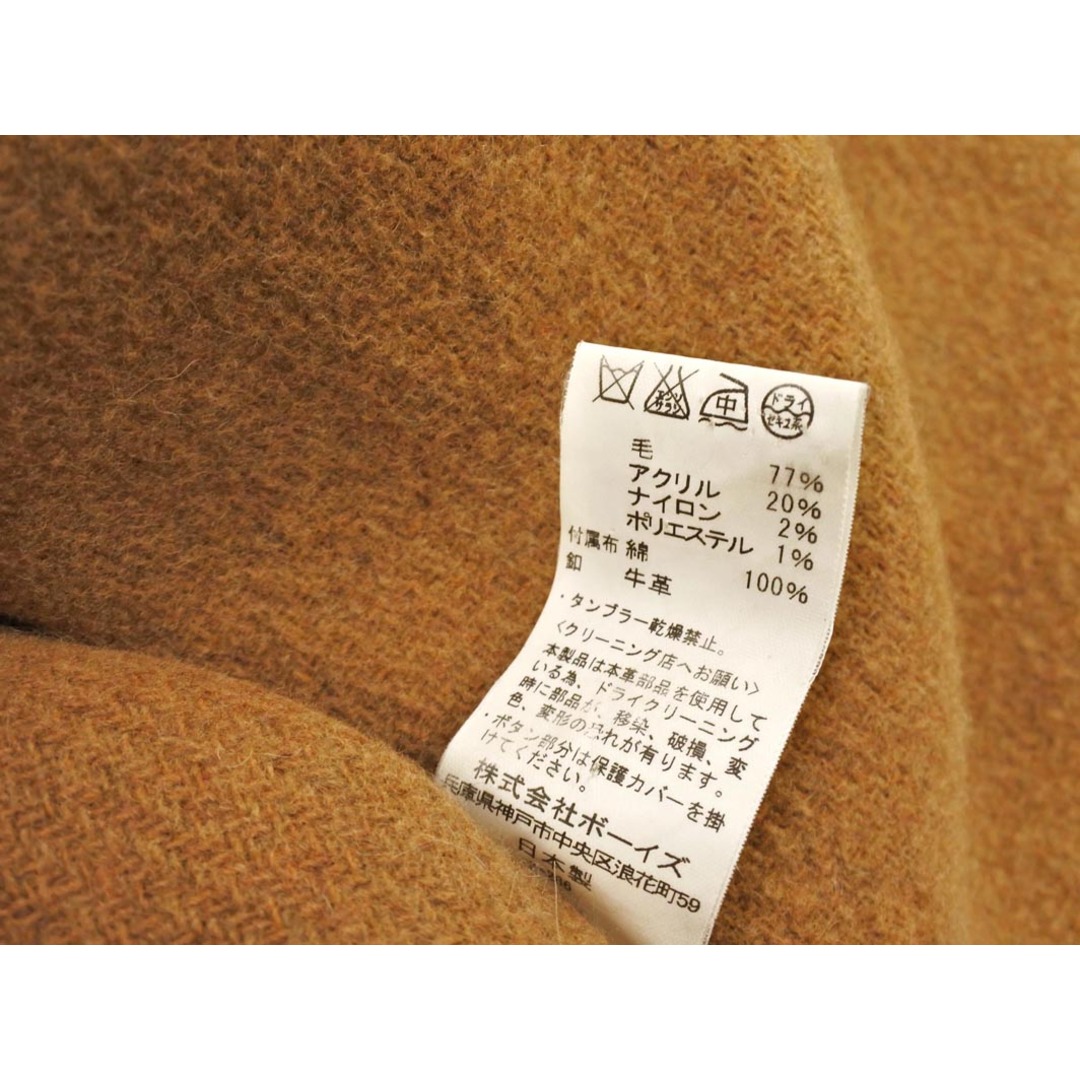 エンソ
サラシ
中
ドライ
セキユ系
毛 77%
アクリル 20%
ナイロン 2%
ポリエステル 1%
付属布 綿 100%
釦 牛革
・タンブラー乾燥禁止。
〈クリーニング店へお願い〉
本製品は本革部品を使用して
いる為、ドライクリーニング
時に部品が、移染、破損、変
色、変形の恐れが有ります。
・ボタン部分は保護カバーを掛
けてください。
株式会社ボーイズ
兵庫県神戸市中央区浪花町59
日本製